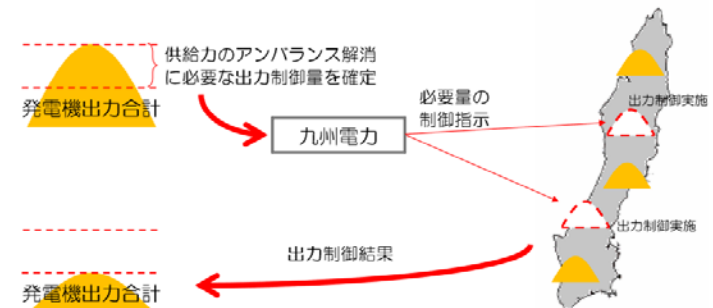 供給力のアンバランス解消
に必要な出力制御量を確定
発電機出力合計
必要量の
制御指示
九州電力
出力制御実施
出力制御実施
出力制御結果
発電機出力合計